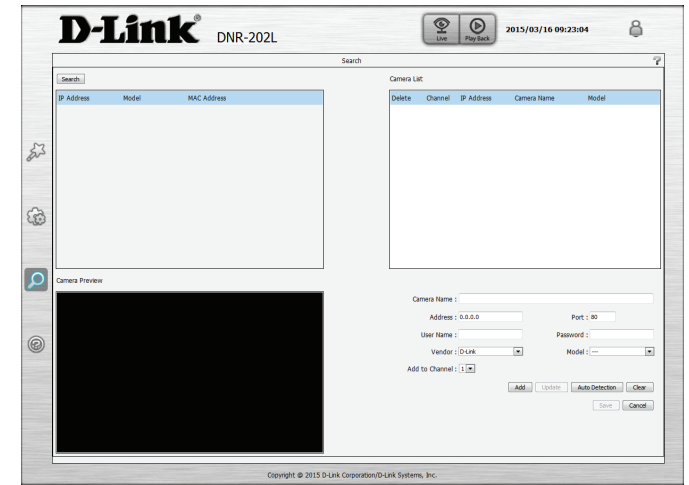 D-Link® DNR-202L
Live
Play Back
2015/03/16 09:23:04
Search
?
Search
Camera List
IP Address Model MAC Address
Delete Channel IP Address Camera Name Model
Camera Preview
Camera Name :
Address : 0.0.0.0 Port : 80
User Name : Password :
Vendor : D-Link Model : ---
Add to Channel : 1
Add Update Auto Detection Clear
Save Cancel
Copyright @ 2015 D-Link Corporation/D-Link Systems, Inc.